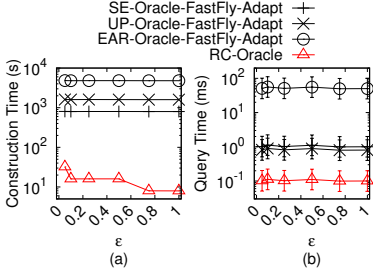 SE-Oracle-FastFly-Adapt
UP-Oracle-FastFly-Adapt
EAR-Oracle-FastFly-Adapt
RC-Oracle
Construction Time (s)
10^4
10^3
10^2
10^1
0 0.2 0.4 0.6 0.8 1
ε
(a)
Query Time (ms)
10^2
10^1
10^0
10^-1
0 0.2 0.4 0.6 0.8 1
ε
(b)